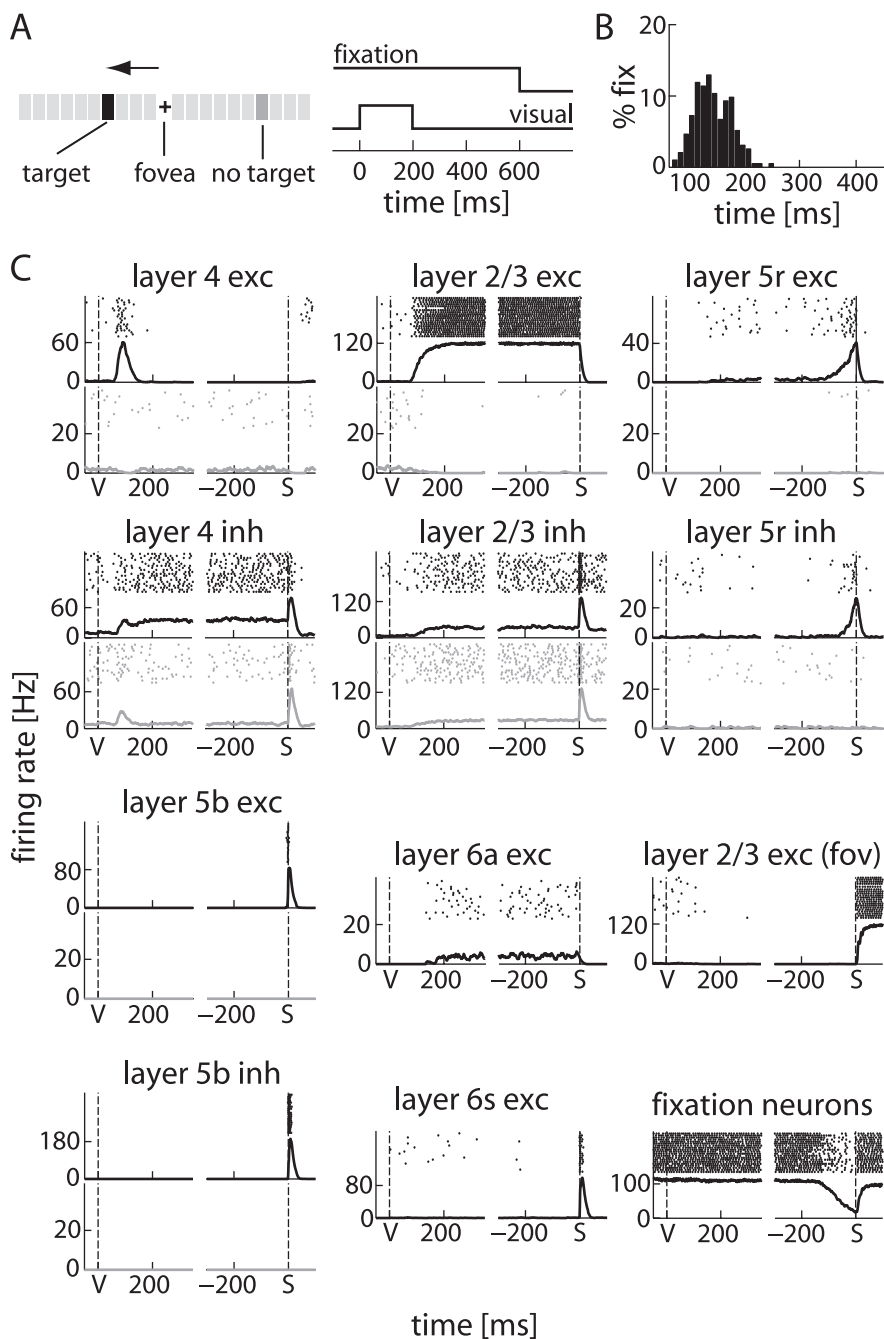 A
B
fixation
visual
target
fovea
no target
0 200 400 600
time [ms]
% fix
20
10
0
100 200 300 400
time [ms]
C
layer 4 exc
layer 2/3 exc
layer 5r exc
60
0
20
0
V 200 −200 S
120
0
20
0
V 200 −200 S
40
0
20
0
V 200 −200 S
layer 4 inh
layer 2/3 inh
layer 5r inh
60
0
60
0
V 200 −200 S
120
0
120
0
V 200 −200 S
20
0
20
0
V 200 −200 S
firing rate [Hz]
layer 5b exc
layer 6a exc
layer 2/3 exc (fov)
80
0
20
0
V 200 −200 S
20
0
V 200 −200 S
120
0
V 200 −200 S
layer 5b inh
layer 6s exc
fixation neurons
180
0
20
0
V 200 −200 S
80
0
V 200 −200 S
100
0
V 200 −200 S
time [ms]